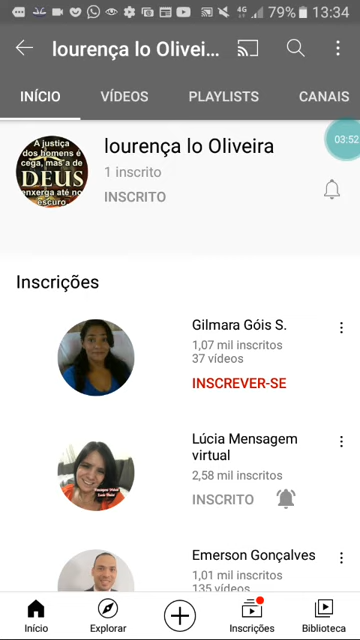 4G 79% 13:34
lourença lo Olivei...
INÍCIO VÍDEOS PLAYLISTS CANAIS
A justiça
dos homens é
cega, mas a de
DEUS
enxerga até no
escuro
lourença lo Oliveira
1 inscrito
INSCRITO
03:52
Inscrições
Gilmara Góis S.
1,07 mil inscritos
37 vídeos
INSCREVER-SE
Lúcia Mensagem
virtual
2,58 mil inscritos
INSCRITO
Emerson Gonçalves
1,01 mil inscritos
135 vídeos
Início Explorar Inscrições Biblioteca